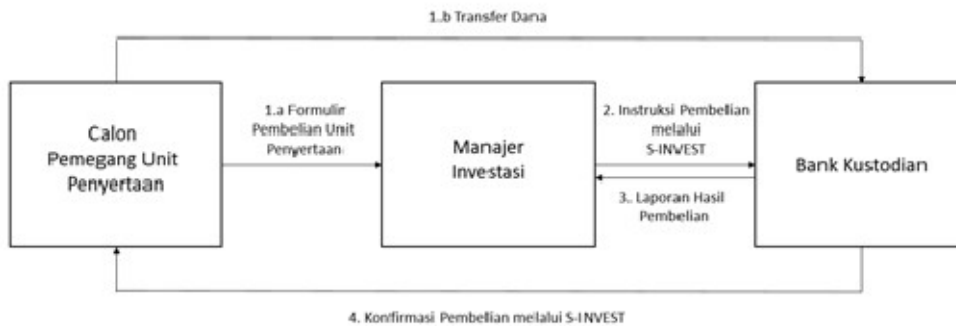 1.b Transfer Dana
Calon
Pemegang Unit
Penyertaan
1.a Formulir
Pembelian Unit
Penyertaan
Manajer
Investasi
2. Instruksi Pembelian
melalui
S-INVEST
3.. Laporan Hasil
Pembelian
Bank Kustodian
4. Konfirmasi Pembelian melalui S-INVEST